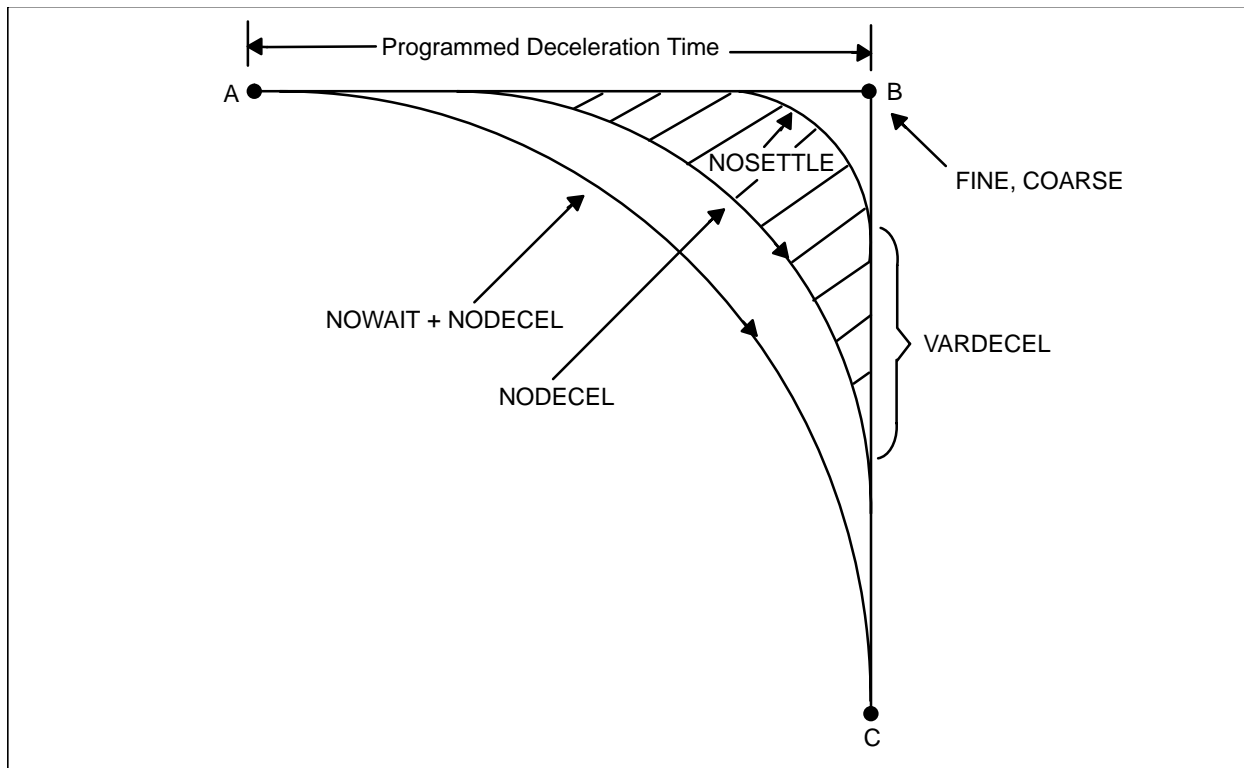 Programmed Deceleration Time
A
B
NOSETTLE
FINE, COARSE
NOWAIT + NODECEL
VARDECEL
NODECEL
C